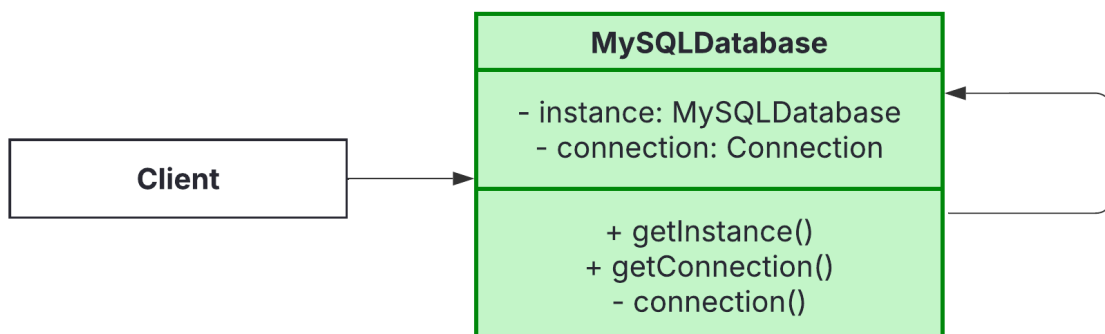 MySQLDatabase
- instance: MySQLDatabase
- connection: Connection
Client
+ getInstance()
+ getConnection()
- connection()